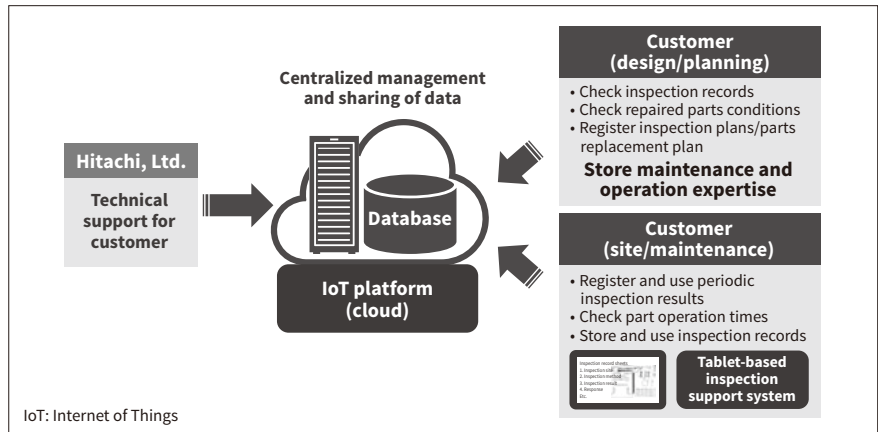 Centralized management
and sharing of data
Hitachi, Ltd.
Technical
support for
customer
Database
IoT platform
(cloud)
Customer
(design/planning)
• Check inspection records
• Check repaired parts conditions
• Register inspection plans/parts
replacement plan
Store maintenance and
operation expertise
Customer
(site/maintenance)
• Register and use periodic
inspection results
• Check part operation times
• Store and use inspection records
Inspection record sheets
1. Inspection site
2. Inspection method
3. Inspection result
4. Response
Etc.
Tablet-based
inspection
support system
IoT: Internet of Things